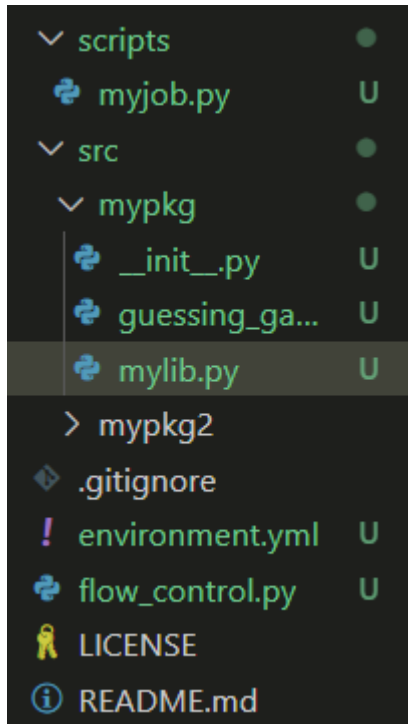 scripts
myjob.py U
src
mypkg
__init__.py U
guessing_ga... U
mylib.py U
mypkg2
.gitignore
! environment.yml U
flow_control.py U
LICENSE
README.md